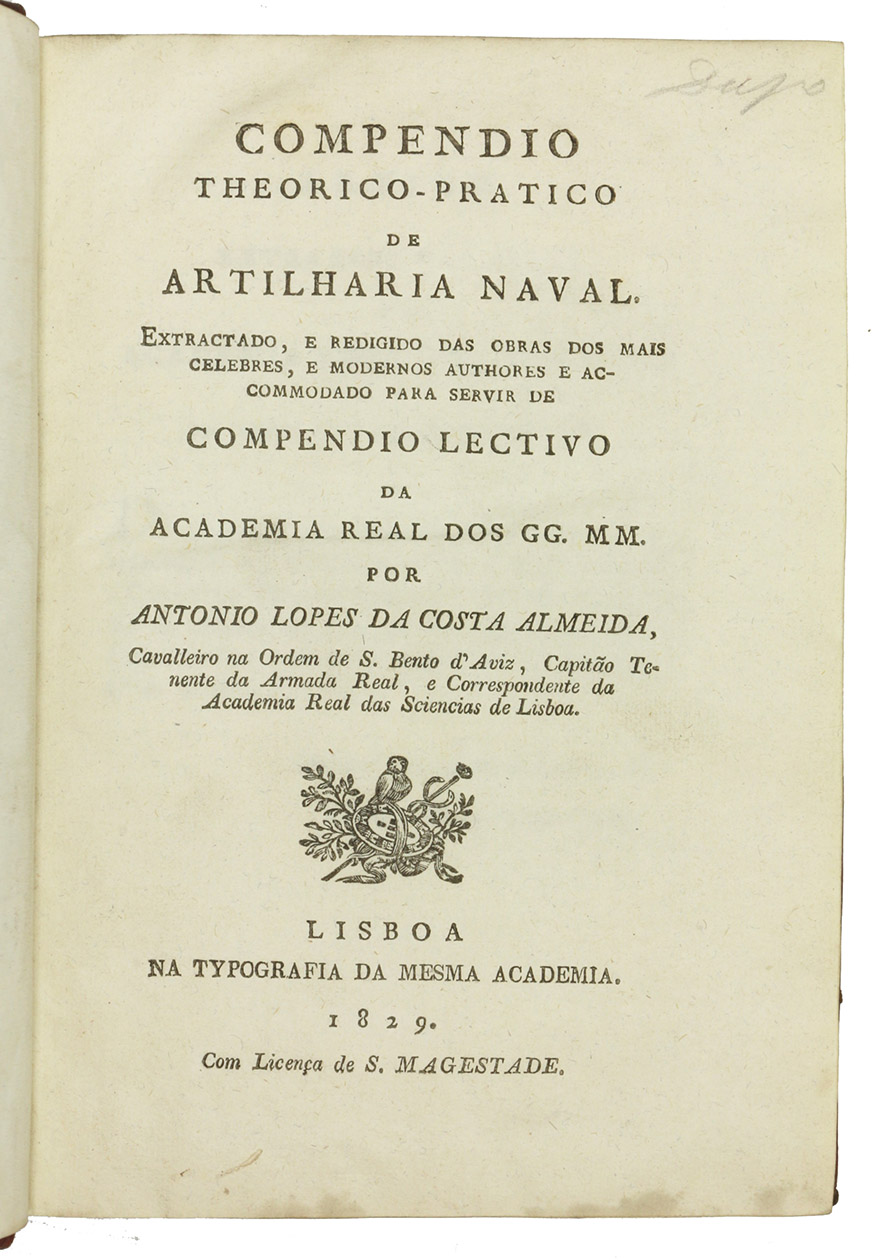 COMPENDIO
THEORICO-PRATICO
DE
ARTILHARIA NAVAL.
EXTRACTADO, E REDIGIDO DAS OBRAS DOS MAIS
CELEBRES, E MODERNOS AUTHORES E AC-
COMMODADO PARA SERVIR DE
COMPENDIO LECTIVO
DA
ACADEMIA REAL DOS GG. MM.
POR
ANTONIO LOPES DA COSTA ALMEIDA,
Cavalleiro na Ordem de S. Bento d'Aviz, Capitão Te-
nente da Armada Real, e Correspondente da
Academia Real das Sciencias de Lisboa.
LISBOA
NA TYPOGRAFIA DA MESMA ACADEMIA.
1829.
Com Licença de S. MAGESTADE.